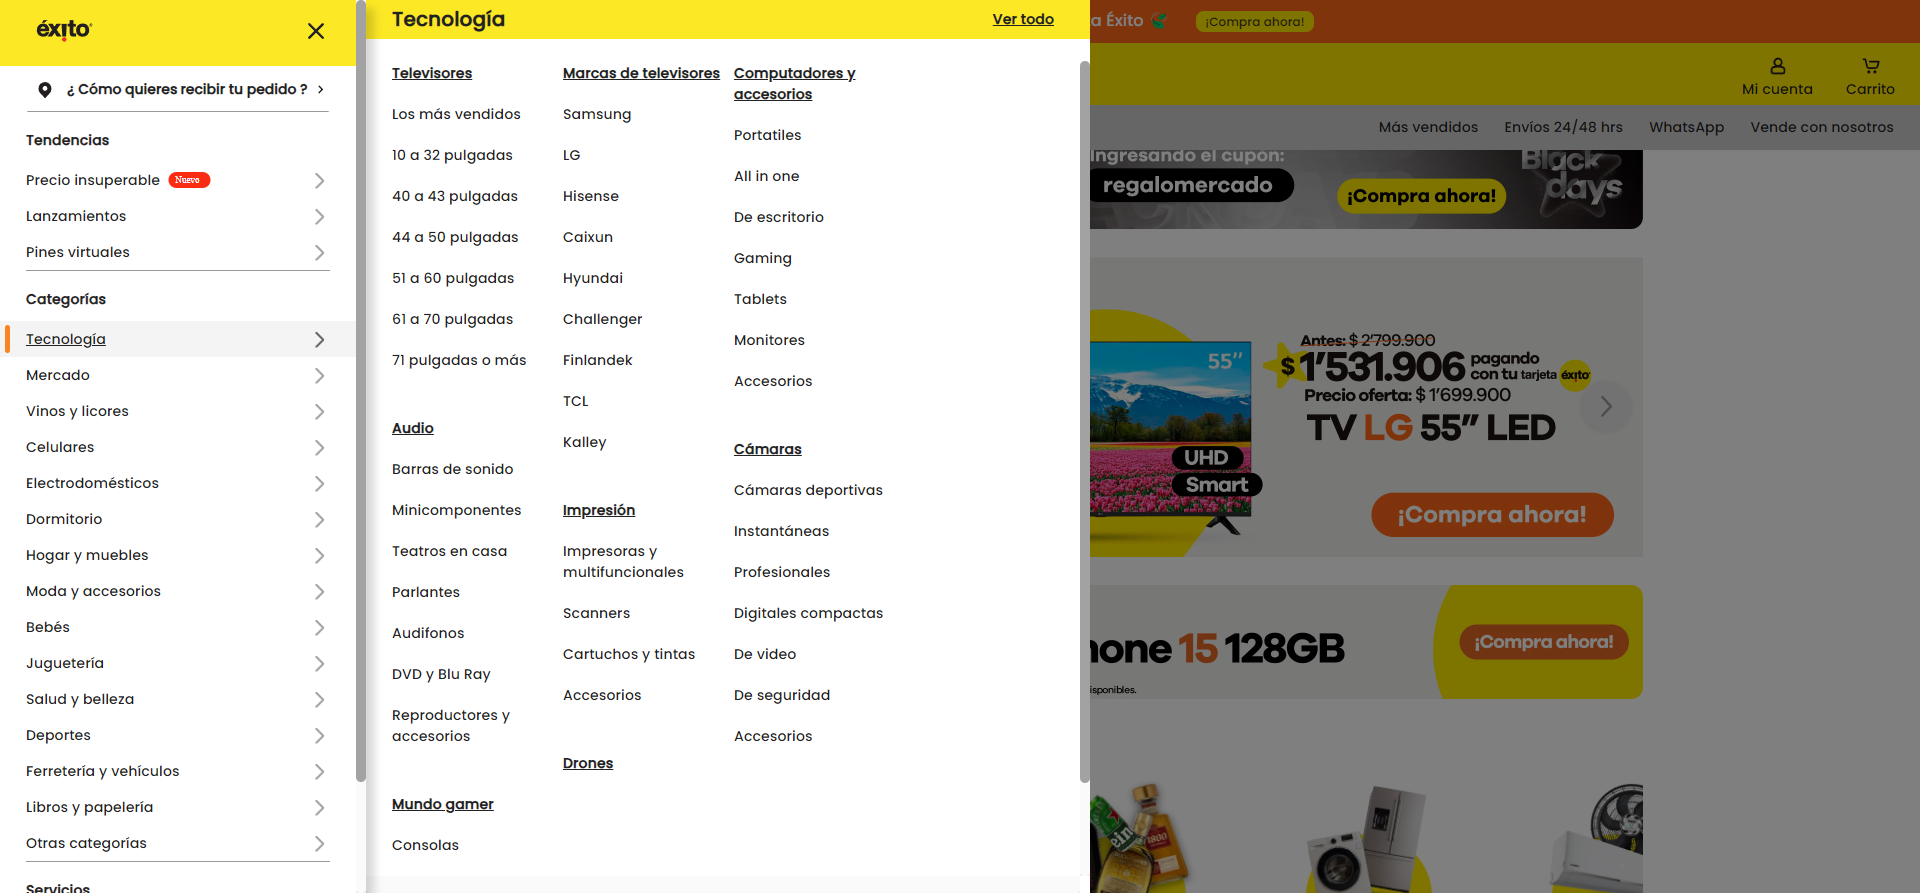 éxito
¿ Cómo quieres recibir tu pedido ?
Tendencias
Precio insuperable
Nuevo
Lanzamientos
Pines virtuales
Categorías
Tecnología
Mercado
Vinos y licores
Celulares
Electrodomésticos
Dormitorio
Hogar y muebles
Moda y accesorios
Bebés
Juguetería
Salud y belleza
Deportes
Ferretería y vehículos
Libros y papelería
Otras categorías
Servicios
Tecnología
Ver todo
Televisores
Los más vendidos
10 a 32 pulgadas
40 a 43 pulgadas
44 a 50 pulgadas
51 a 60 pulgadas
61 a 70 pulgadas
71 pulgadas o más
Audio
Barras de sonido
Minicomponentes
Teatros en casa
Parlantes
Audifonos
DVD y Blu Ray
Reproductores y
accesorios
Mundo gamer
Consolas
Marcas de televisores
Samsung
LG
Hisense
Caixun
Hyundai
Challenger
Finlandek
TCL
Kalley
Impresión
Impresoras y
multifuncionales
Scanners
Cartuchos y tintas
Accesorios
Drones
Computadores y
accesorios
Portatiles
All in one
De escritorio
Gaming
Tablets
Monitores
Accesorios
Cámaras
Cámaras deportivas
Instantáneas
Profesionales
Digitales compactas
De video
De seguridad
Accesorios
a Éxito
¡Compra ahora!
Mi cuenta
Carrito
Más vendidos
Envíos 24/48 hrs
WhatsApp
Vende con nosotros
ingresando el cupón:
regalomercado
¡Compra ahora!
Black
days
55"
UHD
Smart
Antes: $ 2'799.900
$ 1'531.906 pagando
con tu tarjeta éxito
Precio oferta: $ 1'699.900
TV LG 55" LED
¡Compra ahora!
hone 15 128GB
isponibles.
¡Compra ahora!
1800